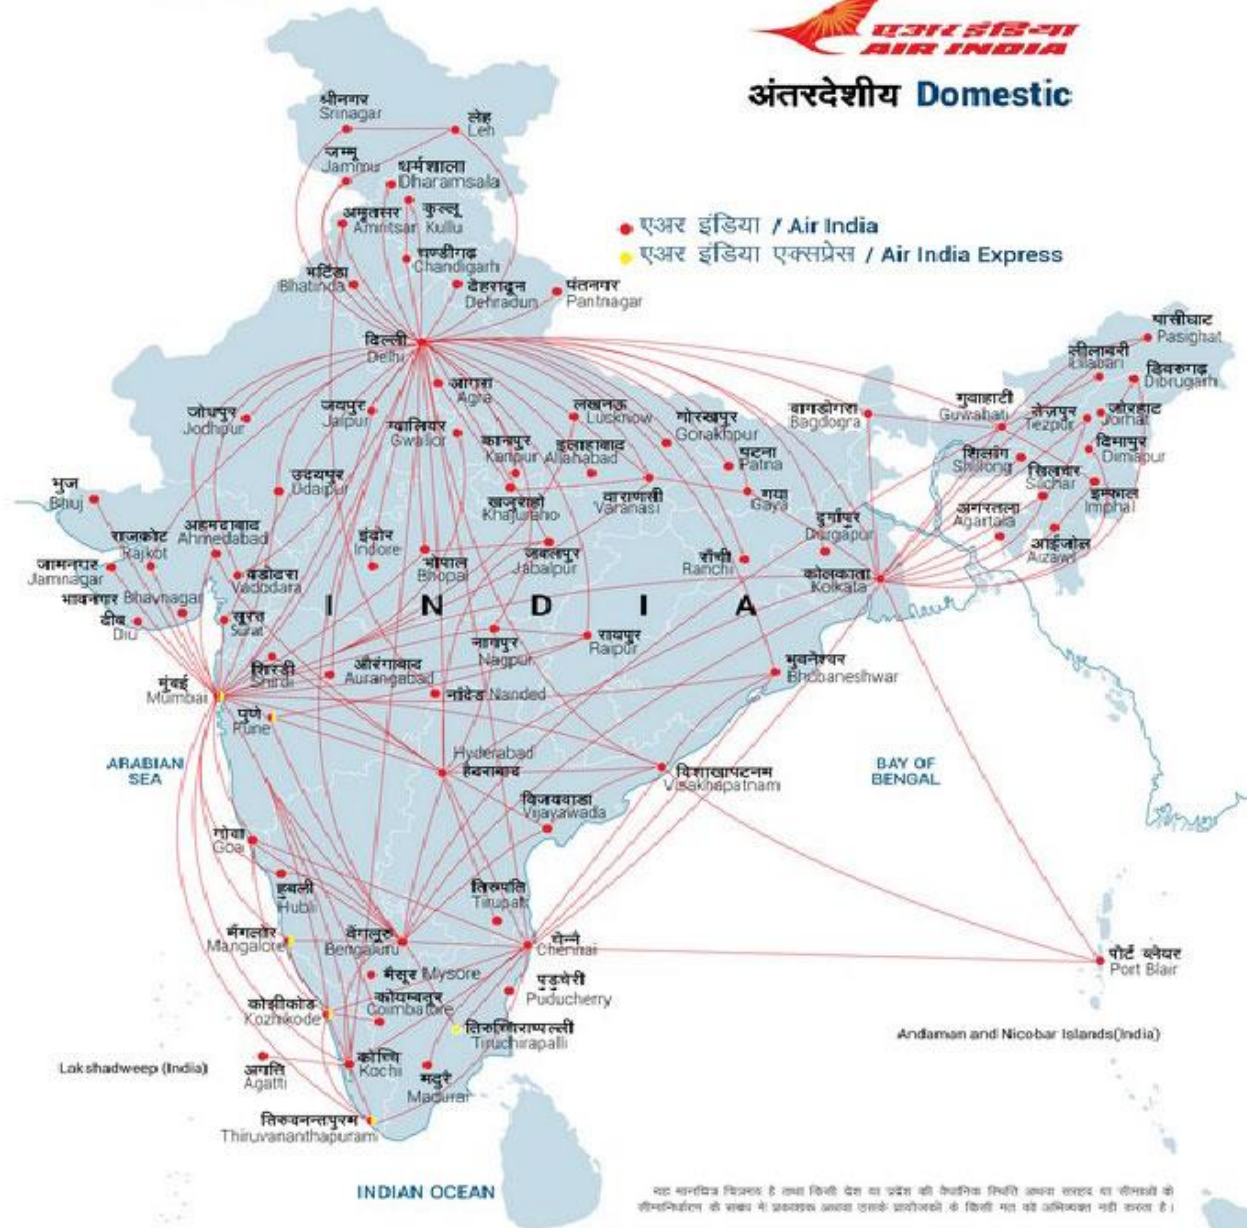 एअर इंडिया
AIR INDIA
अंतरदेशीय Domestic
श्रीनगर
Srinagar
लेह
Leh
जम्मू
Jammu
धर्मशाला
Dharamsala
अमृतसर
Amritsar
कुल्लू
Kullu
एअर इंडिया / Air India
एअर इंडिया एक्सप्रेस / Air India Express
चण्डीगढ़
Chandigarh
भटिंडा
Bhatinda
देहरादून
Dehradun
पंतनगर
Pantnagar
दिल्ली
Delhi
पासीघाट
Pasighat
लीलाबरी
Lilabari
डिबरुगढ़
Dibrugarh
आगरा
Agra
जोधपुर
Jodhpur
जयपुर
Jaipur
ग्वालियर
Gwalior
लखनऊ
Lucknow
गोरखपुर
Gorakhpur
बागडोगरा
Bagdogra
गुवाहाटी
Guwahati
तेज़पुर
Tezpur
जोरहाट
Jorhat
कानपुर
Kanpur
इलाहाबाद
Allahabad
पटना
Patna
शिलांग
Shillong
दिमापुर
Dimapur
भुज
Bhuj
उदयपुर
Udaipur
खजुराहो
Khajuraho
वाराणसी
Varanasi
गया
Gaya
सिलचर
Silchar
इम्फाल
Imphal
राजकोट
Rajkot
अहमदाबाद
Ahmedabad
इंदौर
Indore
भोपाल
Bhopal
जबलपुर
Jabalpur
राँची
Ranchi
दुर्गापुर
Durgapur
अगरतला
Agartala
आईजोल
Aizawl
जामनगर
Jamnagar
वडोदरा
Vadodara
कोलकाता
Kolkata
भावनगर
Bhavnagar
दीव
Diu
सूरत
Surat
I N D I A
नागपुर
Nagpur
रायपुर
Raipur
शिरडी
Shirdi
औरंगाबाद
Aurangabad
भुवनेश्वर
Bhubaneshwar
मुंबई
Mumbai
नांदेड Nanded
पुणे
Pune
ARABIAN
SEA
Hyderabad
हैदराबाद
विशाखापटनम
Visakhapatnam
BAY OF
BENGAL
विजयवाडा
Vijayawada
गोवा
Goa
हुबली
Hubli
तिरुपति
Tirupati
मैंगलोर
Mangalore
बेंगलूरु
Bengaluru
चेन्नै
Chennai
पोर्ट ब्लेयर
Port Blair
मैसूर Mysore
पुडुचेरी
Puducherry
कोझीकोड
Kozhikode
कोयम्बतूर
Coimbatore
तिरुच्चिराप्पल्ली
Tiruchirapalli
Andaman and Nicobar Islands(India)
Lakshadweep (India)
अगत्ति
Agatti
कोच्चि
Kochi
मदुरै
Madurai
तिरुवनन्तपुरम
Thiruvananthapuram
INDIAN OCEAN